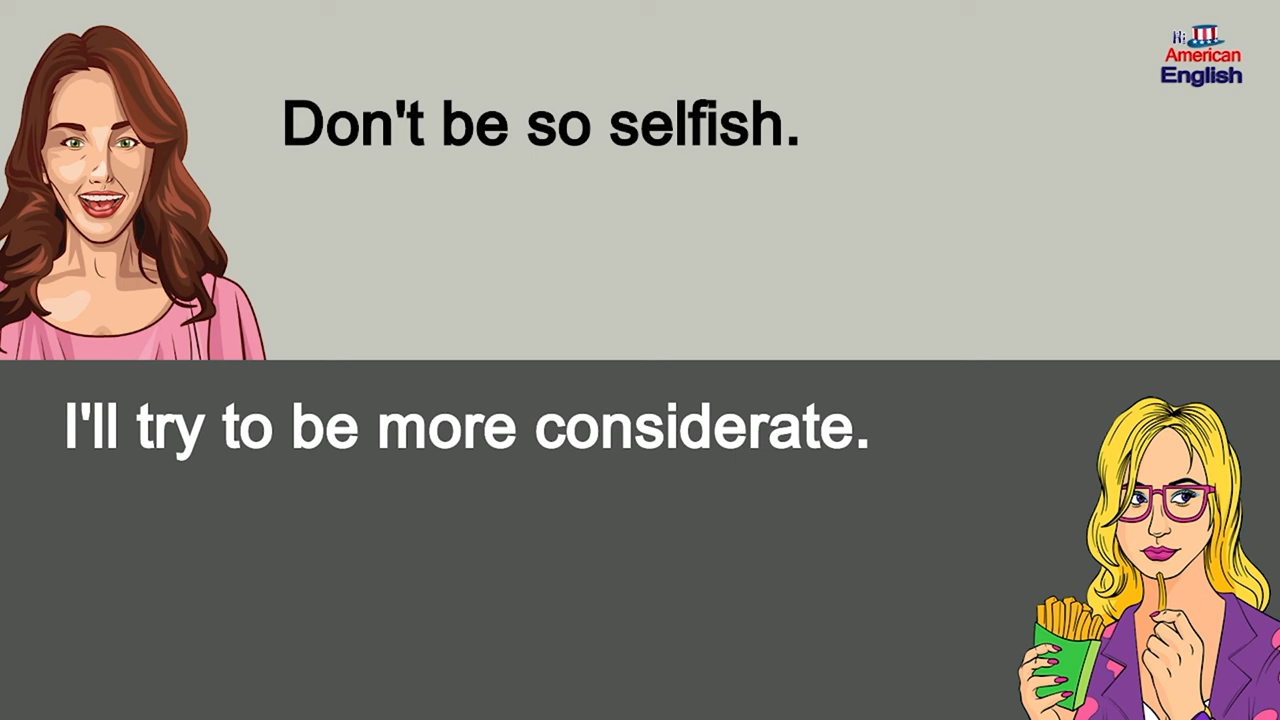 Hi
American
English
Don't be so selfish.
I'll try to be more considerate.